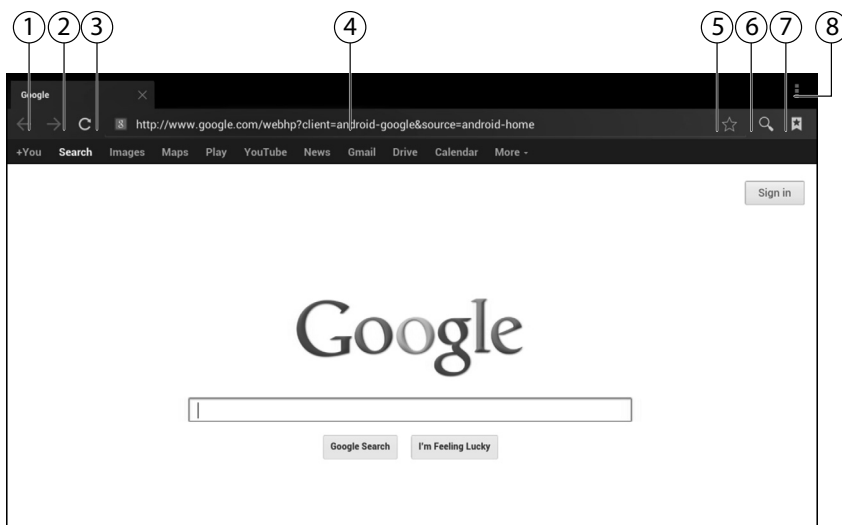 1 2 3 4 5 6 7 8
Google
http://www.google.com/webhp?client=android-google&source=android-home
+You Search Images Maps Play YouTube News Gmail Drive Calendar More
Sign in
Google
Google Search I'm Feeling Lucky